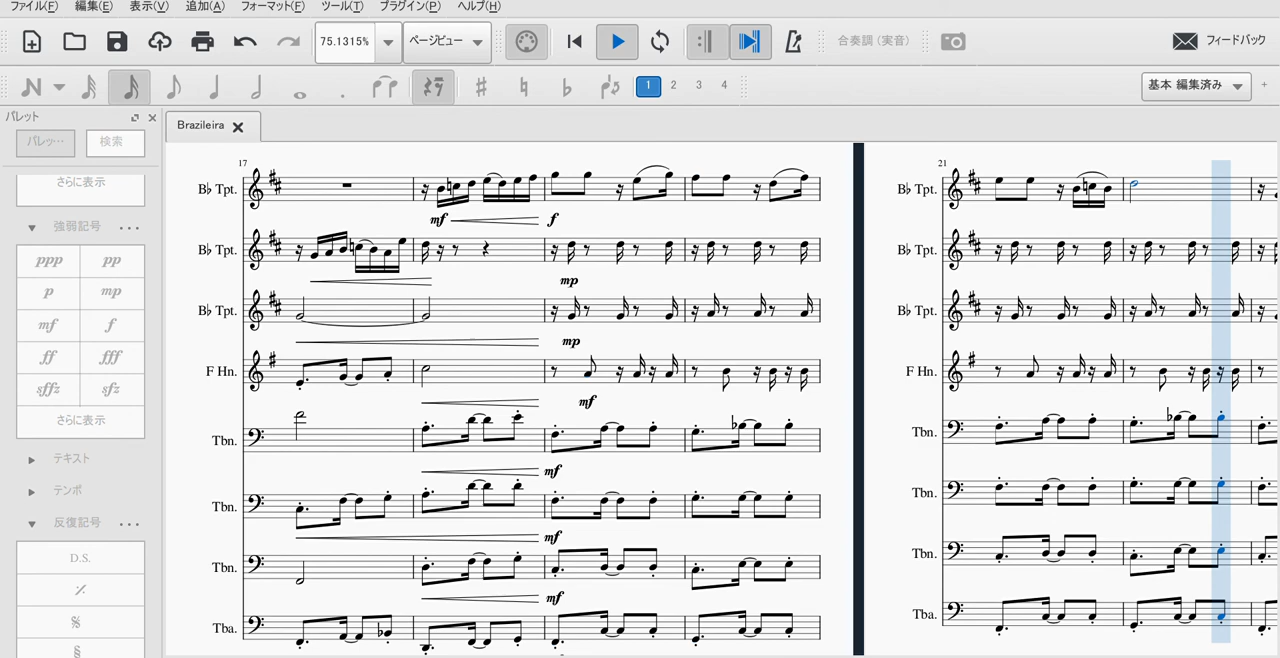 ファイル(F) 編集(E) 表示(V) 追加(A) フォーマット(F) ツール(T) プラグイン(P) ヘルプ(H)
75.1315% ページビュー 合奏調 (実音) フィードバック
1 2 3 4 基本 編集済み +
パレット
パレッ… 検索
Brazileira
さらに表示
強弱記号 ...
ppp pp
p mp
mf f
ff fff
sffz sfz
さらに表示
テキスト
テンポ
反復記号 ...
D.S.
17
B♭ Tpt.
mf f
B♭ Tpt.
mp
B♭ Tpt.
mp
F Hn.
mf
Tbn.
mf
Tbn.
mf
Tbn.
mf
Tba.
21
B♭ Tpt.
B♭ Tpt.
B♭ Tpt.
F Hn.
Tbn.
Tbn.
Tbn.
Tba.